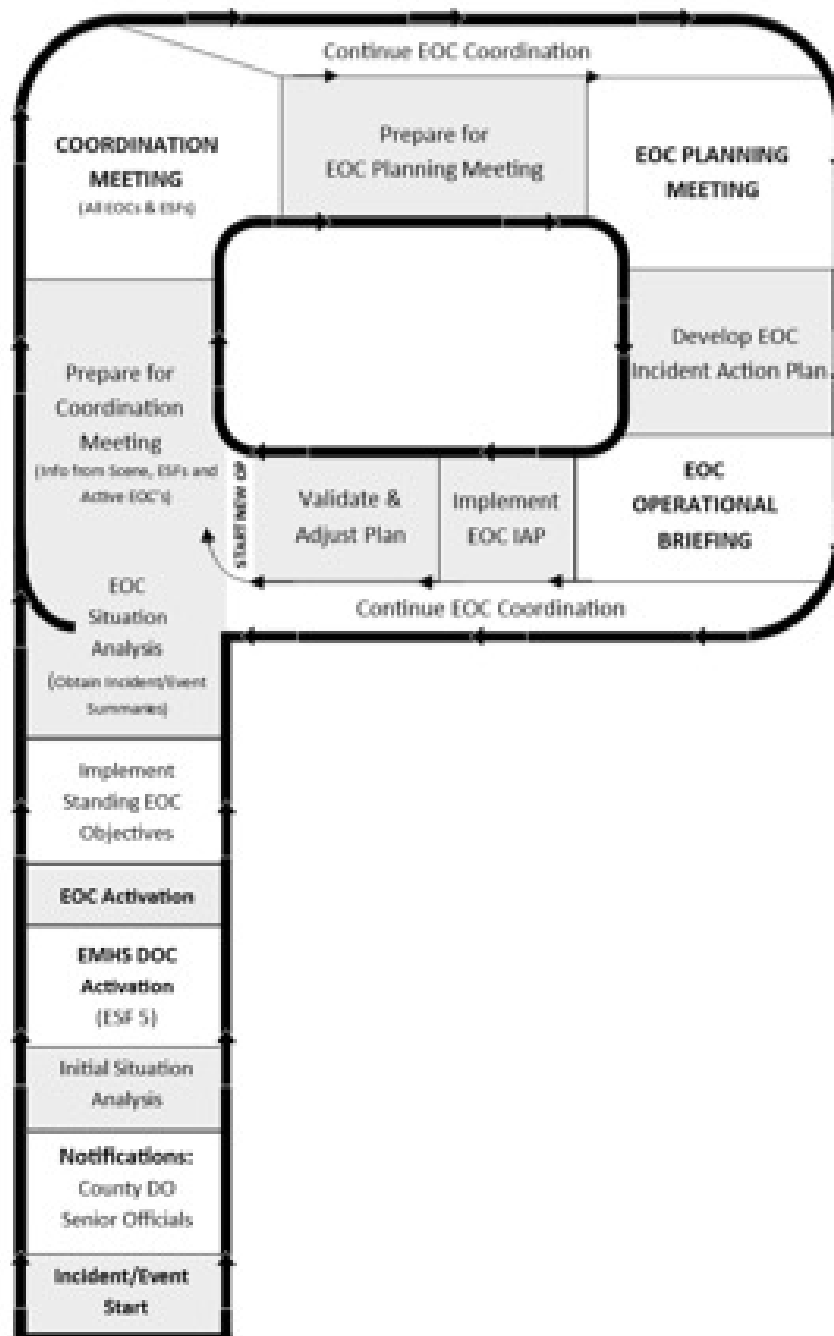 Continue EOC Coordination
COORDINATION
MEETING
(All EOCs & ESFs)
Prepare for
EOC Planning Meeting
EOC PLANNING
MEETING
Develop EOC
Incident Action Plan
Prepare for
Coordination
Meeting
(Info from Scene, ESFs and
Active EOC's)
START NEW OP
Validate &
Adjust Plan
Implement
EOC IAP
EOC
OPERATIONAL
BRIEFING
Continue EOC Coordination
EOC
Situation
Analysis
(Obtain Incident/Event
Summaries)
Implement
Standing EOC
Objectives
EOC Activation
EMHS DOC
Activation
(ESF 5)
Initial Situation
Analysis
Notifications:
County DO
Senior Officials
Incident/Event
Start